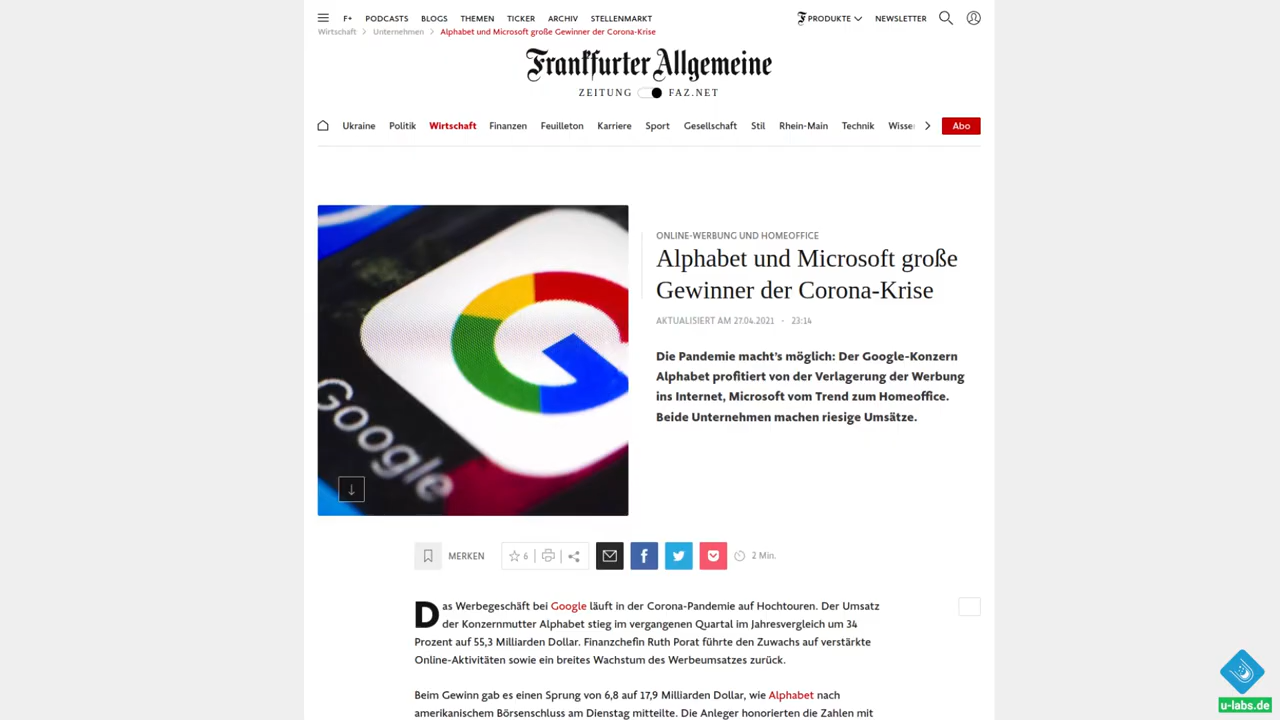 F+ PODCASTS BLOGS THEMEN TICKER ARCHIV STELLENMARKT PRODUKTE NEWSLETTER
Wirtschaft > Unternehmen > Alphabet und Microsoft große Gewinner der Corona-Krise
Frankfurter Allgemeine
ZEITUNG FAZ.NET
Ukraine Politik Wirtschaft Finanzen Feuilleton Karriere Sport Gesellschaft Stil Rhein-Main Technik Wisse Abo
Google
ONLINE-WERBUNG UND HOMEOFFICE
Alphabet und Microsoft große
Gewinner der Corona-Krise
AKTUALISIERT AM 27.04.2021 - 23:14
Die Pandemie macht's möglich: Der Google-Konzern
Alphabet profitiert von der Verlagerung der Werbung
ins Internet, Microsoft vom Trend zum Homeoffice.
Beide Unternehmen machen riesige Umsätze.
MERKEN 6 2 Min.
Das Werbegeschäft bei Google läuft in der Corona-Pandemie auf Hochtouren. Der Umsatz
der Konzernmutter Alphabet stieg im vergangenen Quartal im Jahresvergleich um 34
Prozent auf 55,3 Milliarden Dollar. Finanzchefin Ruth Porat führte den Zuwachs auf verstärkte
Online-Aktivitäten sowie ein breites Wachstum des Werbeumsatzes zurück.
Beim Gewinn gab es einen Sprung von 6,8 auf 17,9 Milliarden Dollar, wie Alphabet nach
amerikanischem Börsenschluss am Dienstag mitteilte. Die Anleger honorierten die Zahlen mit
u-labs.de